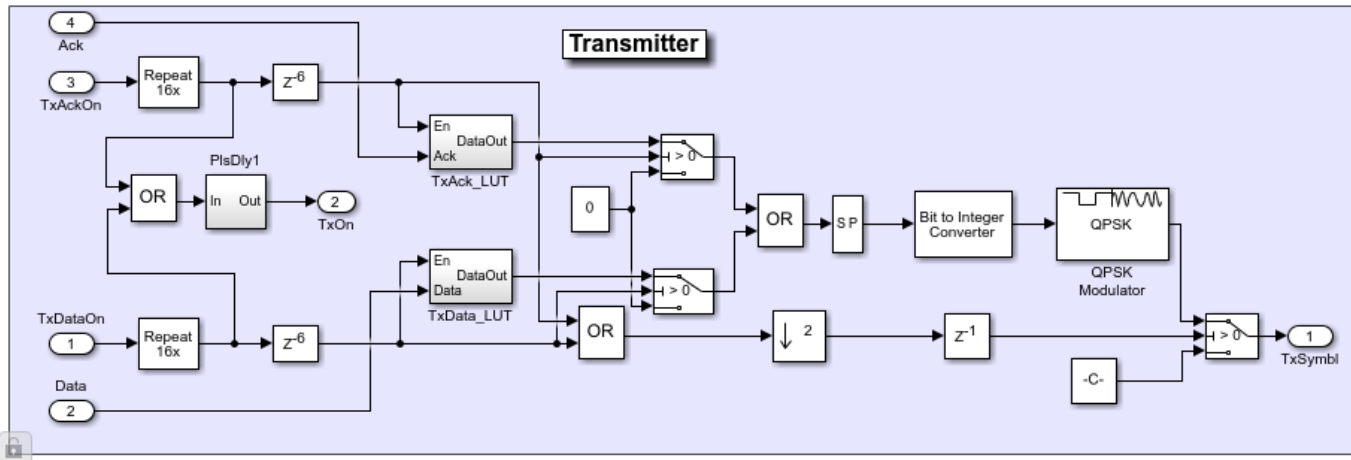 Transmitter
4
Ack
3
TxAckOn
Repeat
16x
Z-6
En
DataOut
Ack
TxAck_LUT
> 0
PlsDly1
OR
In Out
2
TxOn
0
OR
S P
Bit to Integer
Converter
QPSK
QPSK
Modulator
En
DataOut
Data
TxData_LUT
> 0
TxDataOn
1
Repeat
16x
Z-6
OR
2
Z-1
> 0
1
TxSymbl
-C-
Data
2